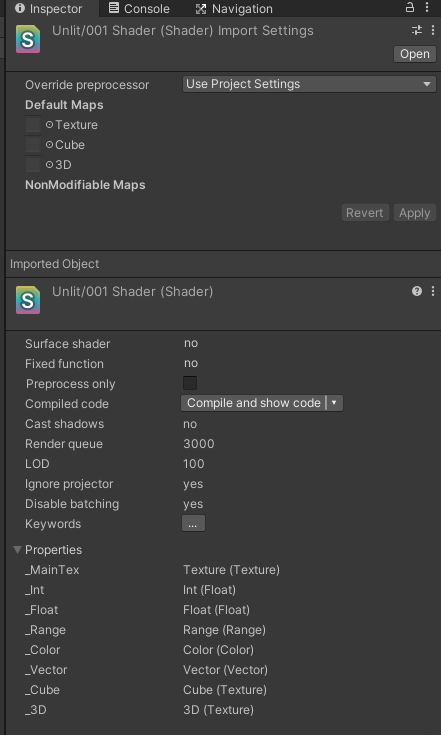 Inspector Console Navigation
Unlit/001 Shader (Shader) Import Settings
Open
Override preprocessor Use Project Settings
Default Maps
Texture
Cube
3D
NonModifiable Maps
Revert Apply
Imported Object
Unlit/001 Shader (Shader)
Surface shader no
Fixed function no
Preprocess only
Compiled code Compile and show code
Cast shadows no
Render queue 3000
LOD 100
Ignore projector yes
Disable batching yes
Keywords ...
Properties
_MainTex Texture (Texture)
_Int Int (Float)
_Float Float (Float)
_Range Range (Range)
_Color Color (Color)
_Vector Vector (Vector)
_Cube Cube (Texture)
_3D 3D (Texture)